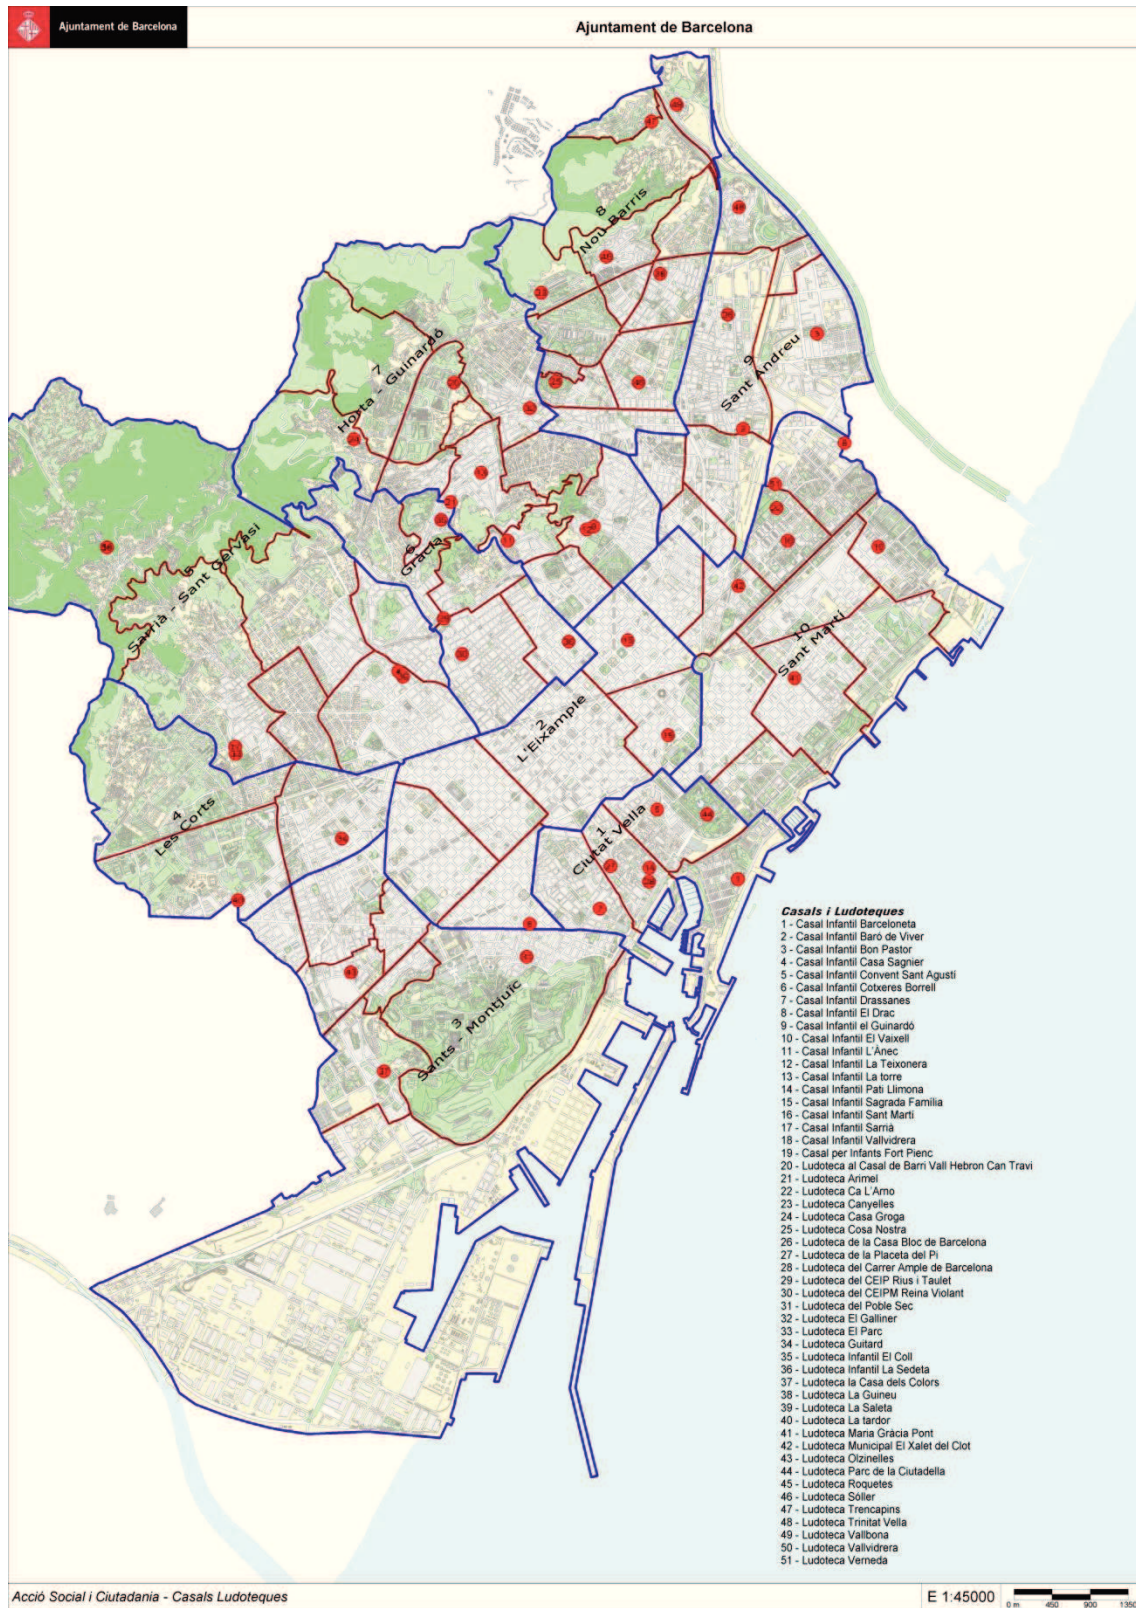 Ajuntament de Barcelona
Ajuntament de Barcelona
8
Nou Barris
7
Horta - Guinardó
9
Sant Andreu
6
Gràcia
5
Sarrià - Sant Gervasi
10
Sant Martí
2
L'Eixample
4
Les Corts
1
Ciutat Vella
3
Sants - Montjuïc
Casals i Ludoteques
1 - Casal Infantil Barceloneta
2 - Casal Infantil Baró de Viver
3 - Casal Infantil Bon Pastor
4 - Casal Infantil Casa Sagnier
5 - Casal Infantil Convent Sant Agustí
6 - Casal Infantil Cotxeres Borrell
7 - Casal Infantil Drassanes
8 - Casal Infantil El Drac
9 - Casal Infantil el Guinardó
10 - Casal Infantil El Vaixell
11 - Casal Infantil L'Ànec
12 - Casal Infantil La Teixonera
13 - Casal Infantil La torre
14 - Casal Infantil Pati Llimona
15 - Casal Infantil Sagrada Família
16 - Casal Infantil Sant Martí
17 - Casal Infantil Sarrià
18 - Casal Infantil Vallvidrera
19 - Casal per Infants Fort Pienc
20 - Ludoteca al Casal de Barri Vall Hebron Can Travi
21 - Ludoteca Arimel
22 - Ludoteca Ca L'Arno
23 - Ludoteca Canyelles
24 - Ludoteca Casa Groga
25 - Ludoteca Cosa Nostra
26 - Ludoteca de la Casa Bloc de Barcelona
27 - Ludoteca de la Placeta del Pi
28 - Ludoteca del Carrer Ample de Barcelona
29 - Ludoteca del CEIP Rius i Taulet
30 - Ludoteca del CEIPM Reina Violant
31 - Ludoteca del Poble Sec
32 - Ludoteca El Galliner
33 - Ludoteca El Parc
34 - Ludoteca Guitard
35 - Ludoteca Infantil El Coll
36 - Ludoteca Infantil La Sedeta
37 - Ludoteca la Casa dels Colors
38 - Ludoteca La Guineu
39 - Ludoteca La Saleta
40 - Ludoteca La tardor
41 - Ludoteca Maria Gràcia Pont
42 - Ludoteca Municipal El Xalet del Clot
43 - Ludoteca Olzinelles
44 - Ludoteca Parc de la Ciutadella
45 - Ludoteca Roquetes
46 - Ludoteca Sóller
47 - Ludoteca Trencapins
48 - Ludoteca Trinitat Vella
49 - Ludoteca Vallbona
50 - Ludoteca Vallvidrera
51 - Ludoteca Verneda
Acció Social i Ciutadania - Casals Ludoteques
E 1:45000
0 m 450 900 1350